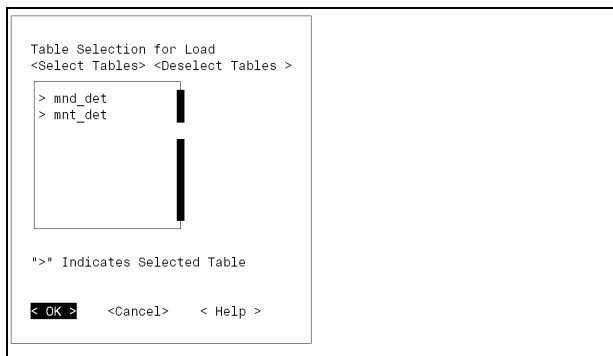 Table Selection for Load
<Select Tables> <Deselect Tables >
> mnd_det
> mnt_det
">" Indicates Selected Table
< OK > <Cancel> < Help >